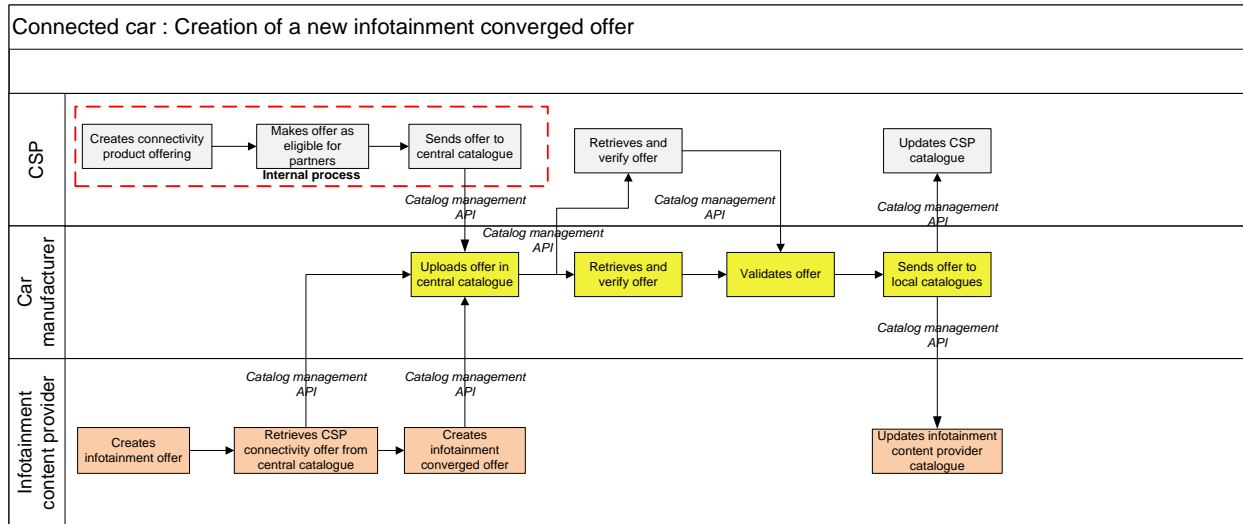 Connected car : Creation of a new infotainment converged offer
CSP
Creates connectivity
product offering
Makes offer as
eligible for
partners
Internal process
Sends offer to
central catalogue
Retrieves and
verify offer
Updates CSP
catalogue
Catalog management
API
Catalog management
API
Catalog management
API
Catalog management
API
Car
manufacturer
Uploads offer in
central catalogue
Retrieves and
verify offer
Validates offer
Sends offer to
local catalogues
Catalog management
API
Catalog management
API
Catalog management
API
Infotainment
content provider
Creates
infotainment offer
Retrieves CSP
connectivity offer from
central catalogue
Creates
infotainment
converged offer
Updates infotainment
content provider
catalogue